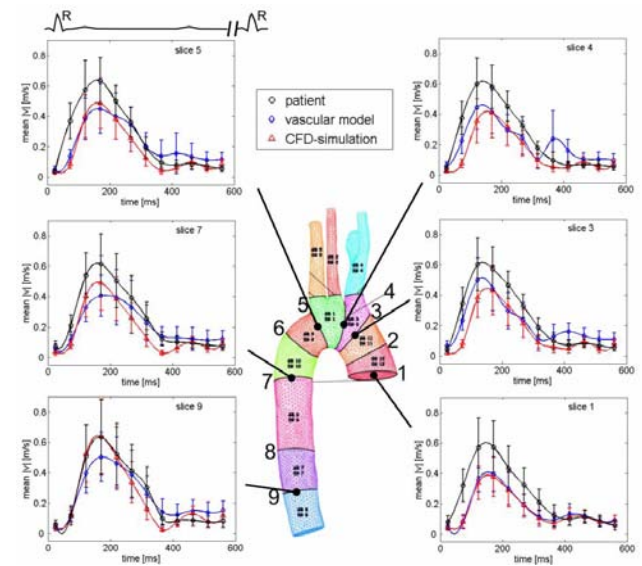 R
R
slice 5
mean |v| [m/s]
0.8
0.6
0.4
0.2
0
0 200 400 600
time [ms]
slice 4
mean |v| [m/s]
0.8
0.6
0.4
0.2
0
0 200 400 600
time [ms]
patient
vascular model
CFD-simulation
slice 7
mean |v| [m/s]
0.8
0.6
0.4
0.2
0
0 200 400 600
time [ms]
slice 3
mean |v| [m/s]
0.8
0.6
0.4
0.2
0
0 200 400 600
time [ms]
5
4
3
6
2
7
1
8
9
slice 9
mean |v| [m/s]
0.8
0.6
0.4
0.2
0
0 200 400 600
time [ms]
slice 1
mean |v| [m/s]
0.8
0.6
0.4
0.2
0
0 200 400 600
time [ms]